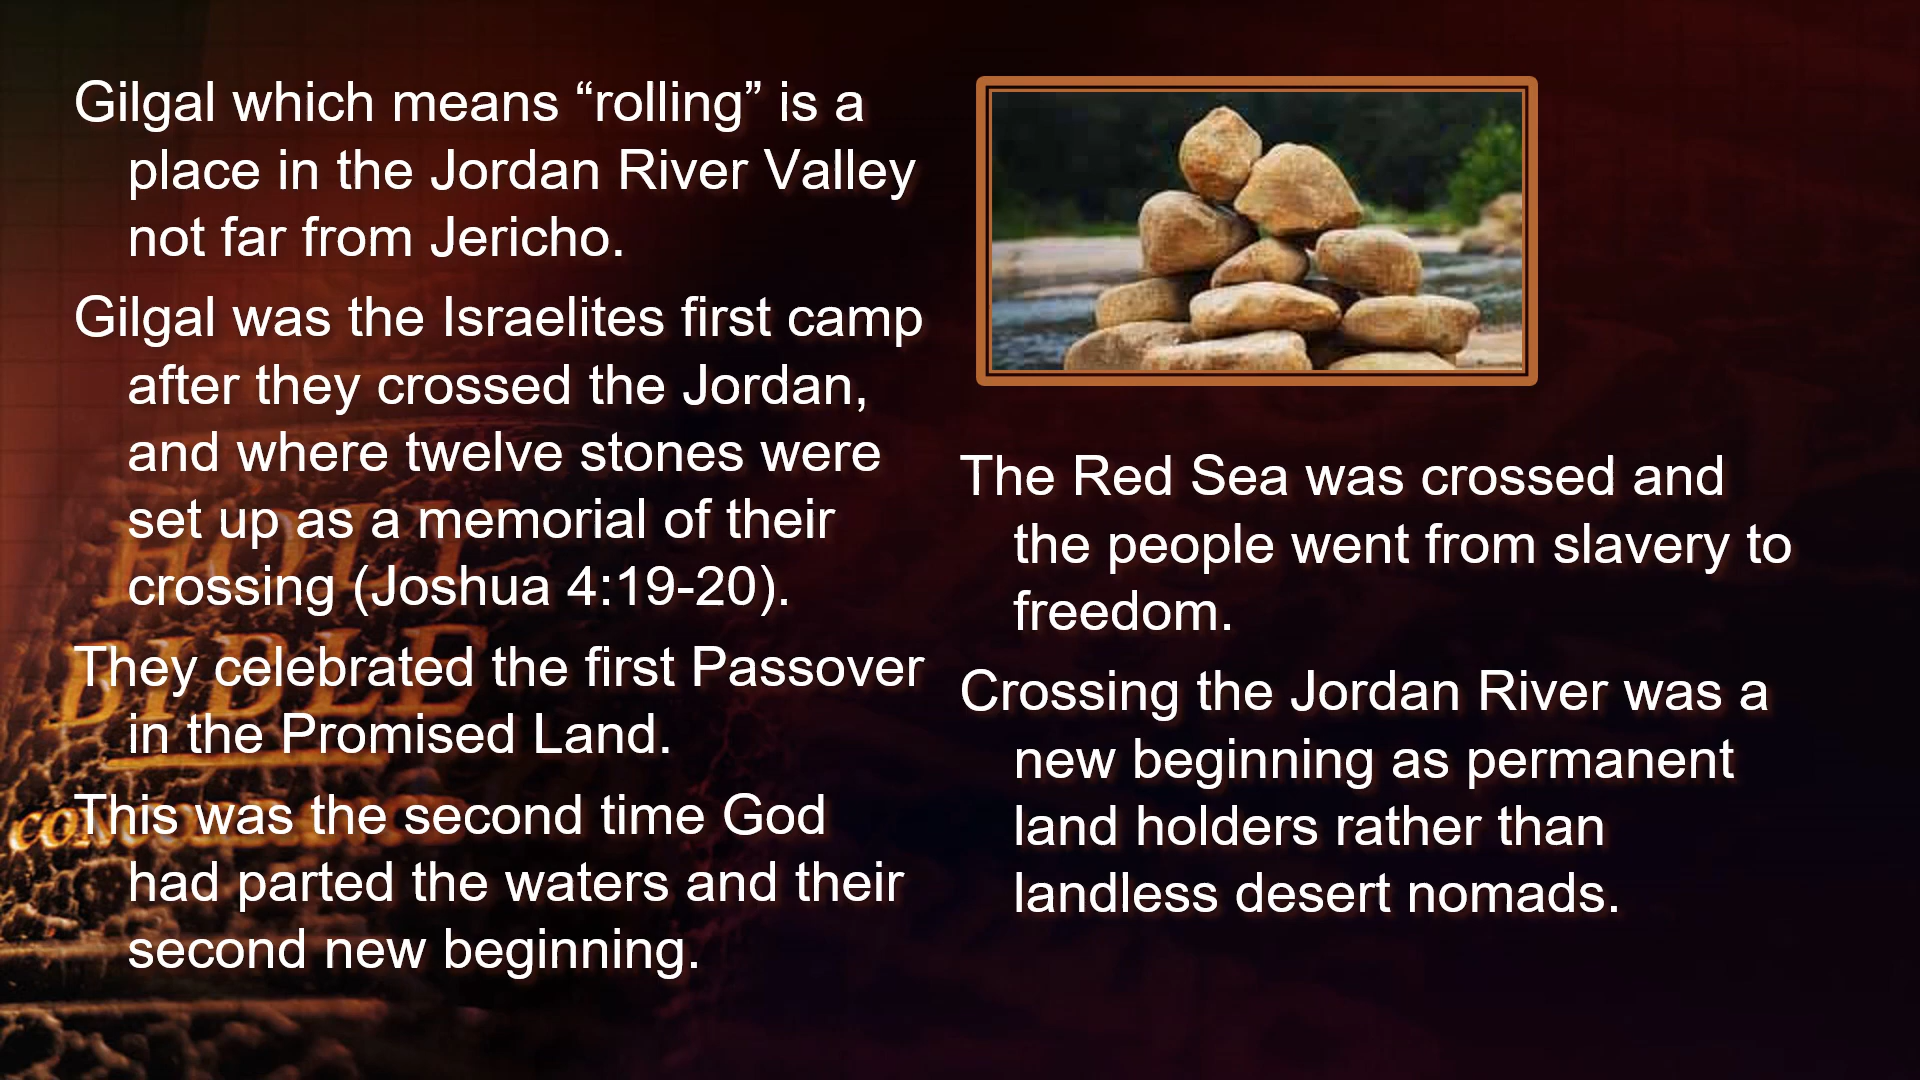 Gilgal which means “rolling” is a
place in the Jordan River Valley
not far from Jericho.
Gilgal was the Israelites first camp
after they crossed the Jordan,
and where twelve stones were
set up as a memorial of their
crossing (Joshua 4:19-20).
They celebrated the first Passover
in the Promised Land.
This was the second time God
had parted the waters and their
second new beginning.
The Red Sea was crossed and
the people went from slavery to
freedom.
Crossing the Jordan River was a
new beginning as permanent
land holders rather than
landless desert nomads.
HOLY
BIBLE